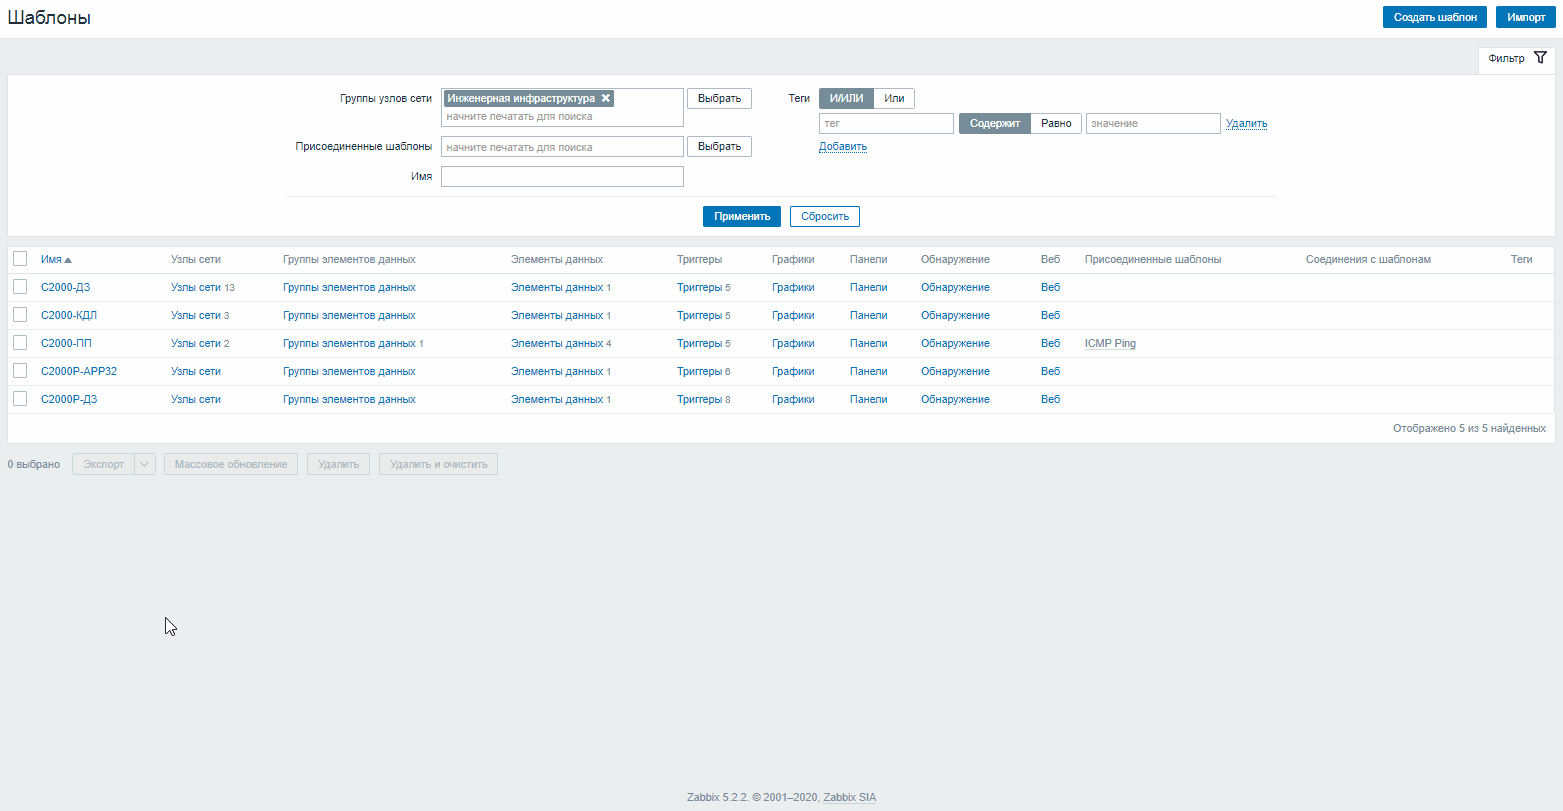 Шаблоны
Создать шаблон Импорт
Фильтр
Группы узлов сети Инженерная инфраструктура Выбрать Теги И/ИЛИ Или
начните печатать для поиска
тег Содержит Равно значение Удалить
Присоединенные шаблоны начните печатать для поиска Выбрать Добавить
Имя
Применить Сбросить
Имя Узлы сети Группы элементов данных Элементы данных Триггеры Графики Панели Обнаружение Веб Присоединенные шаблоны Соединения с шаблонам Теги
С2000-ДЗ Узлы сети 13 Группы элементов данных Элементы данных 1 Триггеры 5 Графики Панели Обнаружение Веб
С2000-КДЛ Узлы сети 3 Группы элементов данных Элементы данных 1 Триггеры 5 Графики Панели Обнаружение Веб
С2000-ПП Узлы сети 2 Группы элементов данных 1 Элементы данных 4 Триггеры 5 Графики Панели Обнаружение Веб ICMP Ping
С2000Р-АРР32 Узлы сети Группы элементов данных Элементы данных 1 Триггеры 6 Графики Панели Обнаружение Веб
С2000Р-ДЗ Узлы сети Группы элементов данных Элементы данных 1 Триггеры 8 Графики Панели Обнаружение Веб
Отображено 5 из 5 найденных
0 выбрано Экспорт Массовое обновление Удалить Удалить и очистить
Zabbix 5.2.2. © 2001–2020, Zabbix SIA